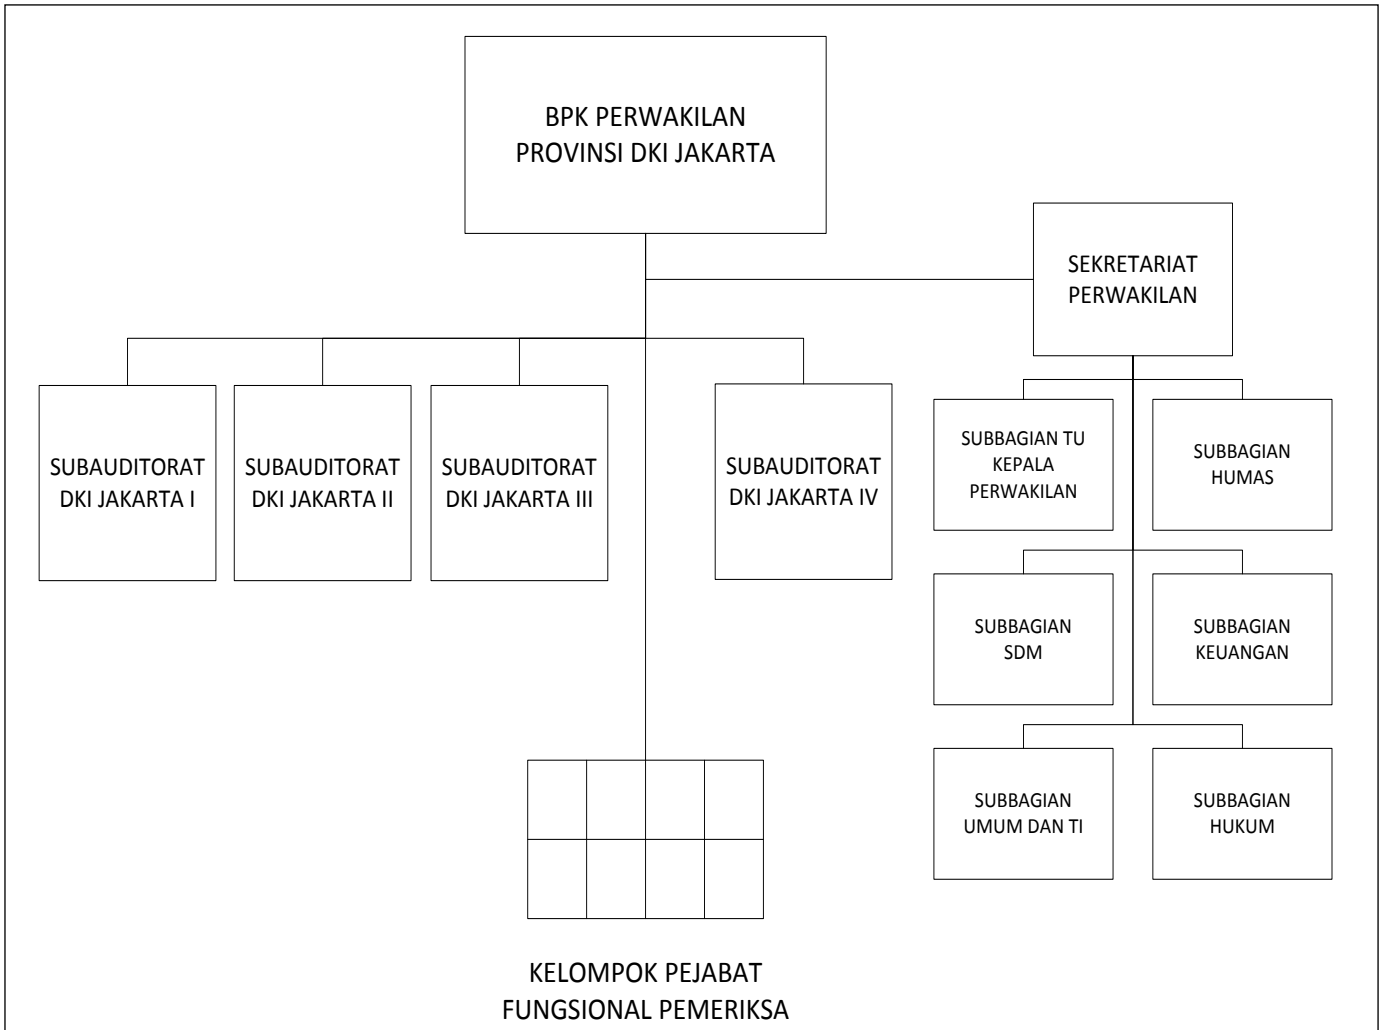 BPK PERWAKILAN
PROVINSI DKI JAKARTA
SEKRETARIAT
PERWAKILAN
SUBAUDITORAT
DKI JAKARTA I
SUBAUDITORAT
DKI JAKARTA II
SUBAUDITORAT
DKI JAKARTA III
SUBAUDITORAT
DKI JAKARTA IV
SUBBAGIAN TU
KEPALA
PERWAKILAN
SUBBAGIAN
HUMAS
SUBBAGIAN
SDM
SUBBAGIAN
KEUANGAN
SUBBAGIAN
UMUM DAN TI
SUBBAGIAN
HUKUM
KELOMPOK PEJABAT
FUNGSIONAL PEMERIKSA